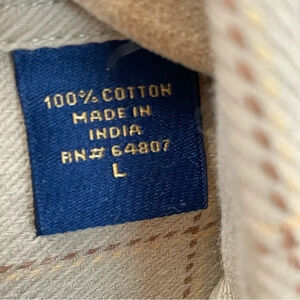 100% COTTON
MADE IN
INDIA
RN# 64807
L